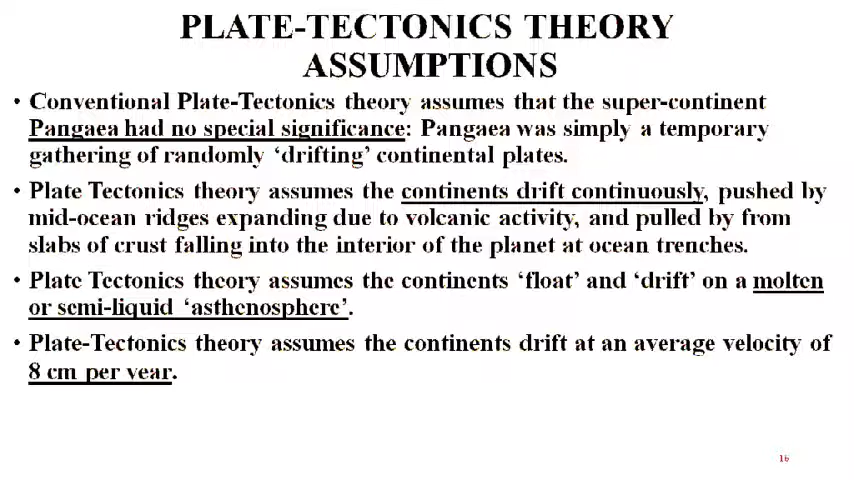 PLATE-TECTONICS THEORY
ASSUMPTIONS
• Conventional Plate-Tectonics theory assumes that the super-continent
Pangaea had no special significance: Pangaea was simply a temporary
gathering of randomly ‘drifting’ continental plates.
• Plate Tectonics theory assumes the continents drift continuously, pushed by
mid-ocean ridges expanding due to volcanic activity, and pulled by from
slabs of crust falling into the interior of the planet at ocean trenches.
• Plate Tectonics theory assumes the continents ‘float’ and ‘drift’ on a molten
or semi-liquid ‘asthenosphere’.
• Plate-Tectonics theory assumes the continents drift at an average velocity of
8 cm per year.
16